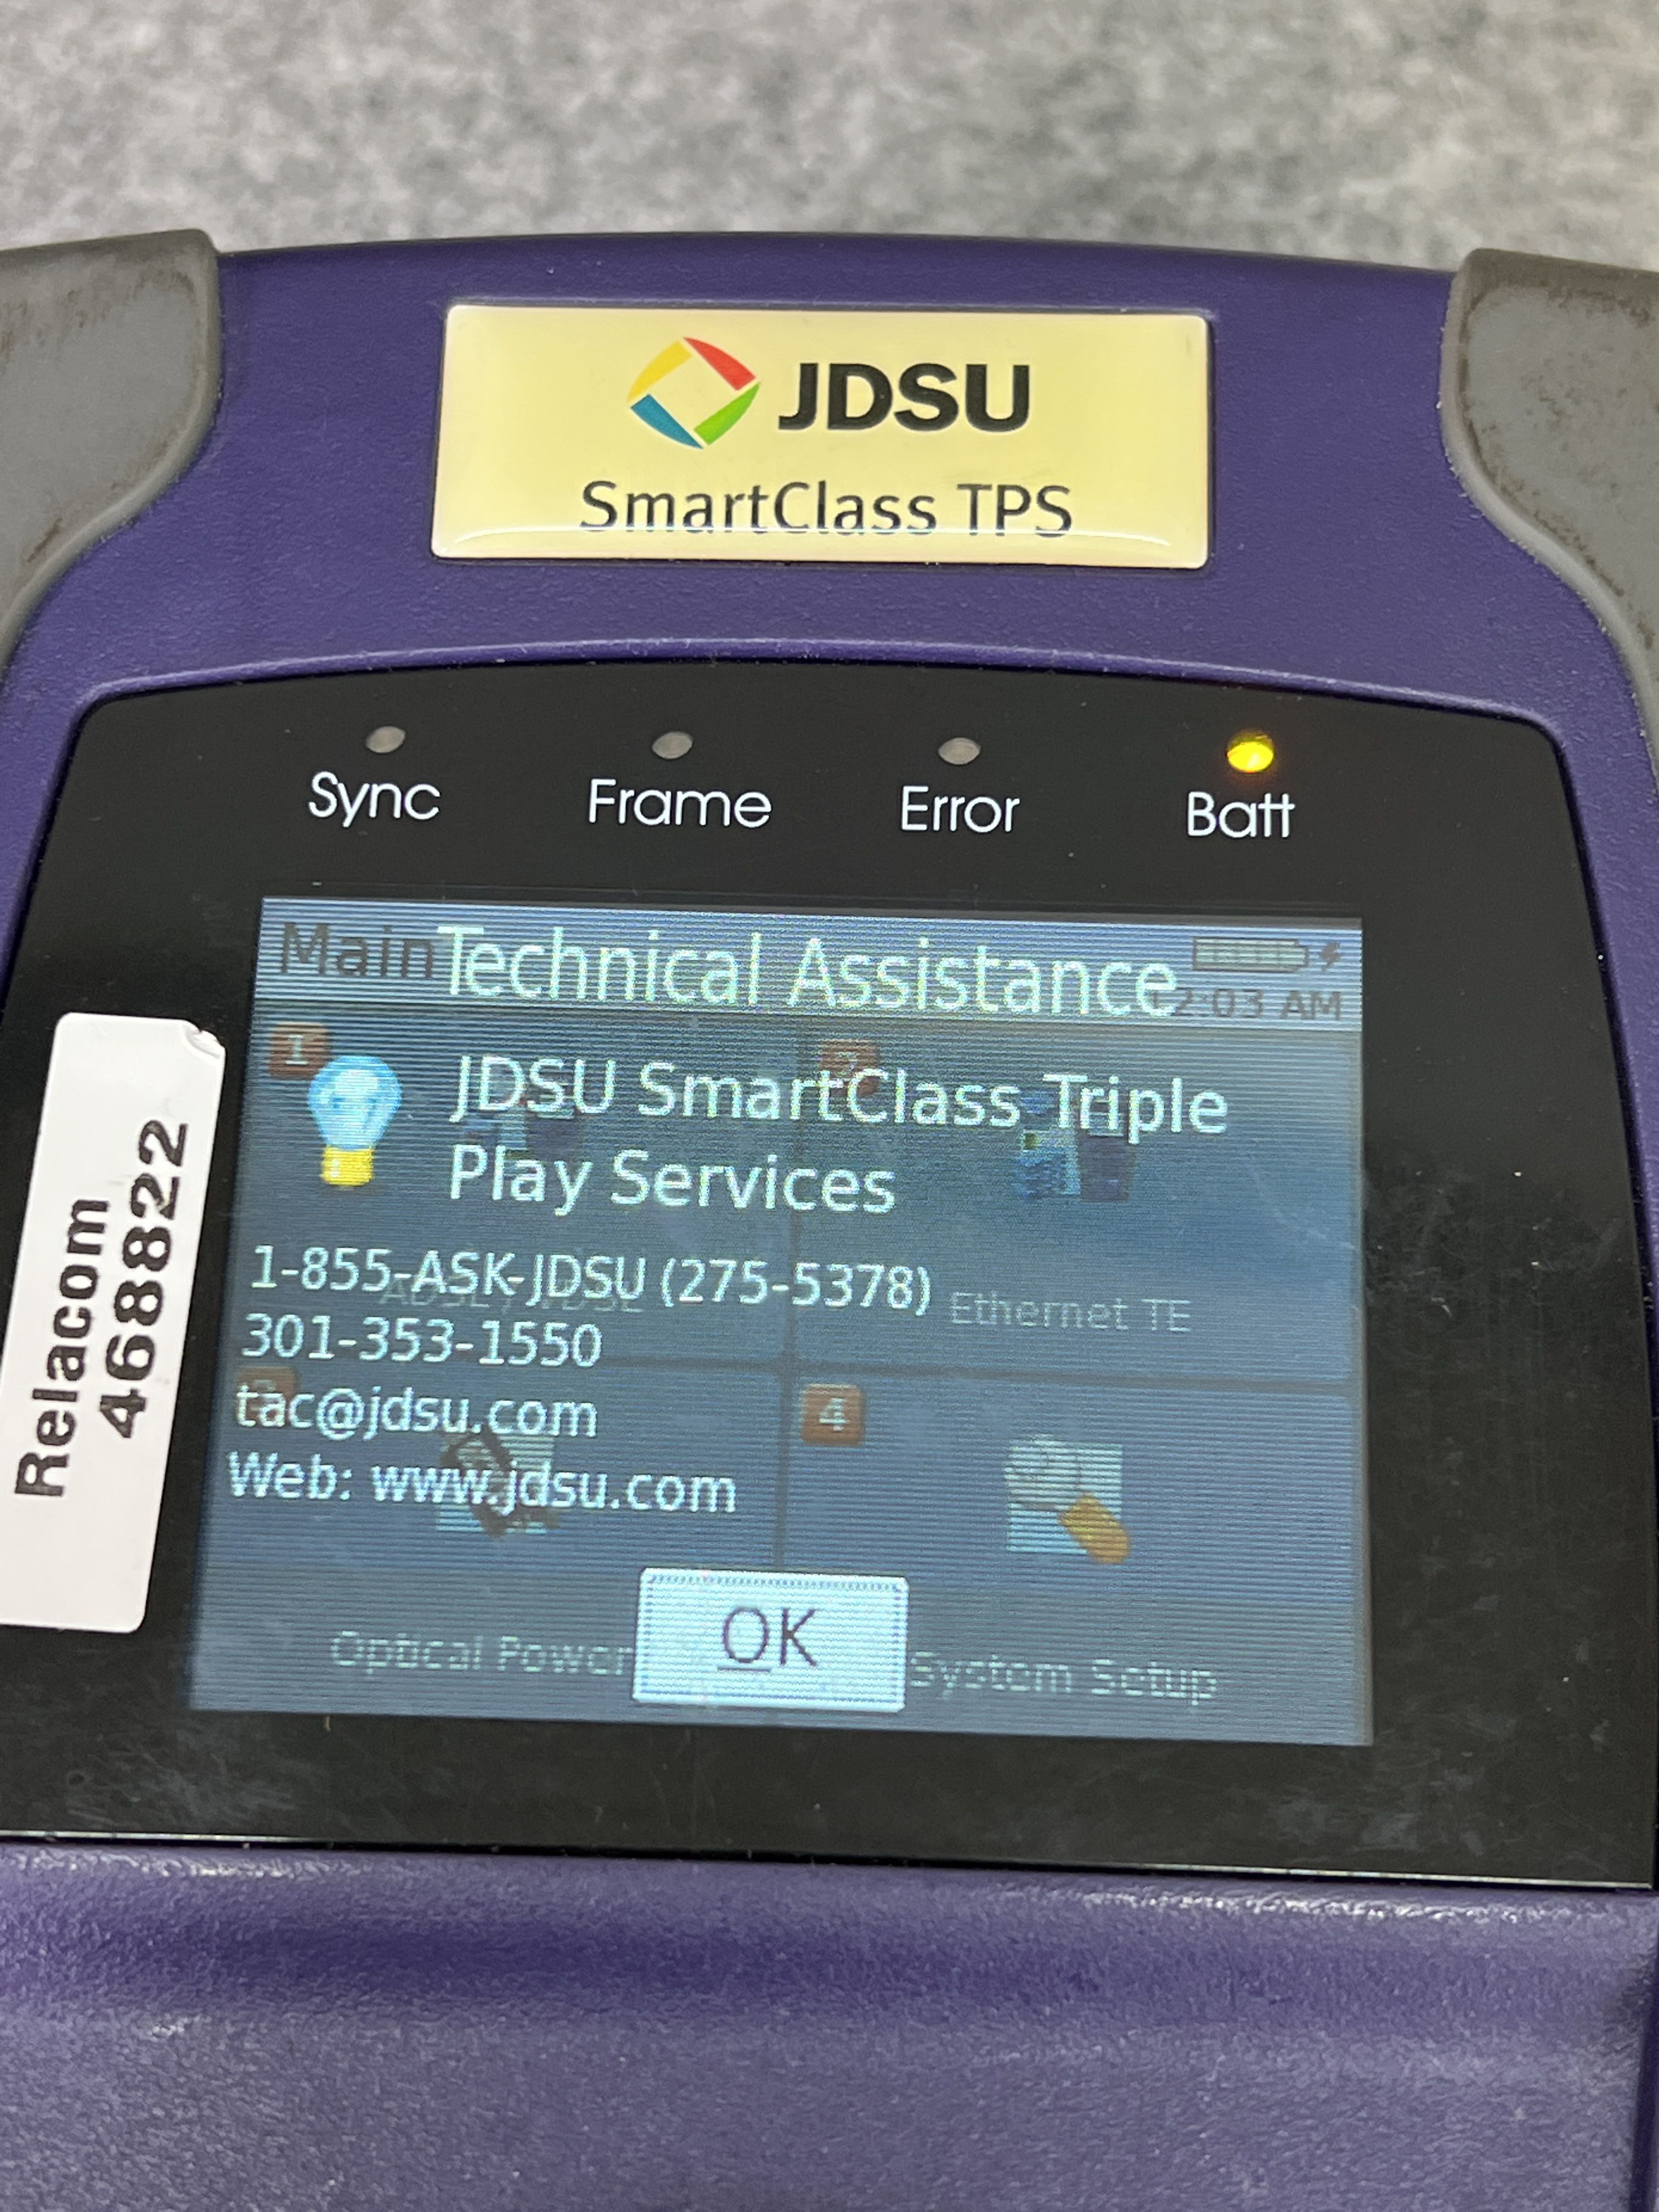 JDSU
SmartClass TPS
Sync Frame Error Batt
Main Technical Assistance
2:03 AM
1
JDSU SmartClass Triple
Play Services
1-855-ASK-JDSU (275-5378)
Ethernet TE
301-353-1550
tac@jdsu.com
4
Web: www.jdsu.com
Optical Power
OK
System Setup
Relacom
46822